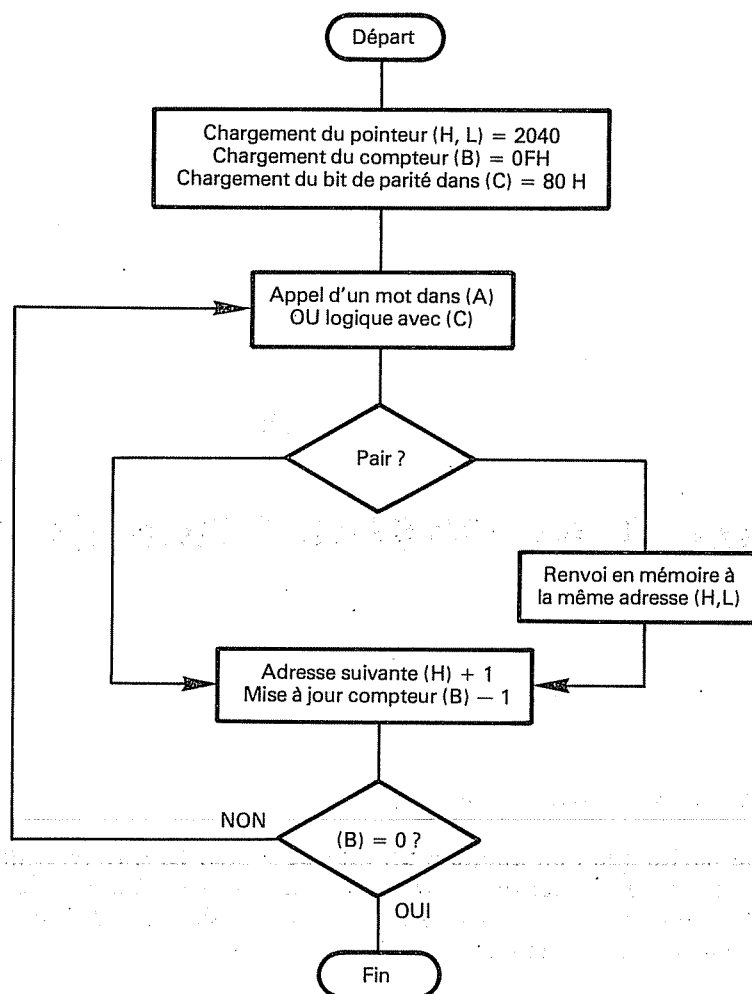 Départ
Chargement du pointeur (H, L) = 2040
Chargement du compteur (B) = 0FH
Chargement du bit de parité dans (C) = 80 H
Appel d'un mot dans (A)
OU logique avec (C)
Pair ?
Renvoi en mémoire à
la même adresse (H,L)
Adresse suivante (H) + 1
Mise à jour compteur (B) — 1
NON
(B) = 0 ?
OUI
Fin